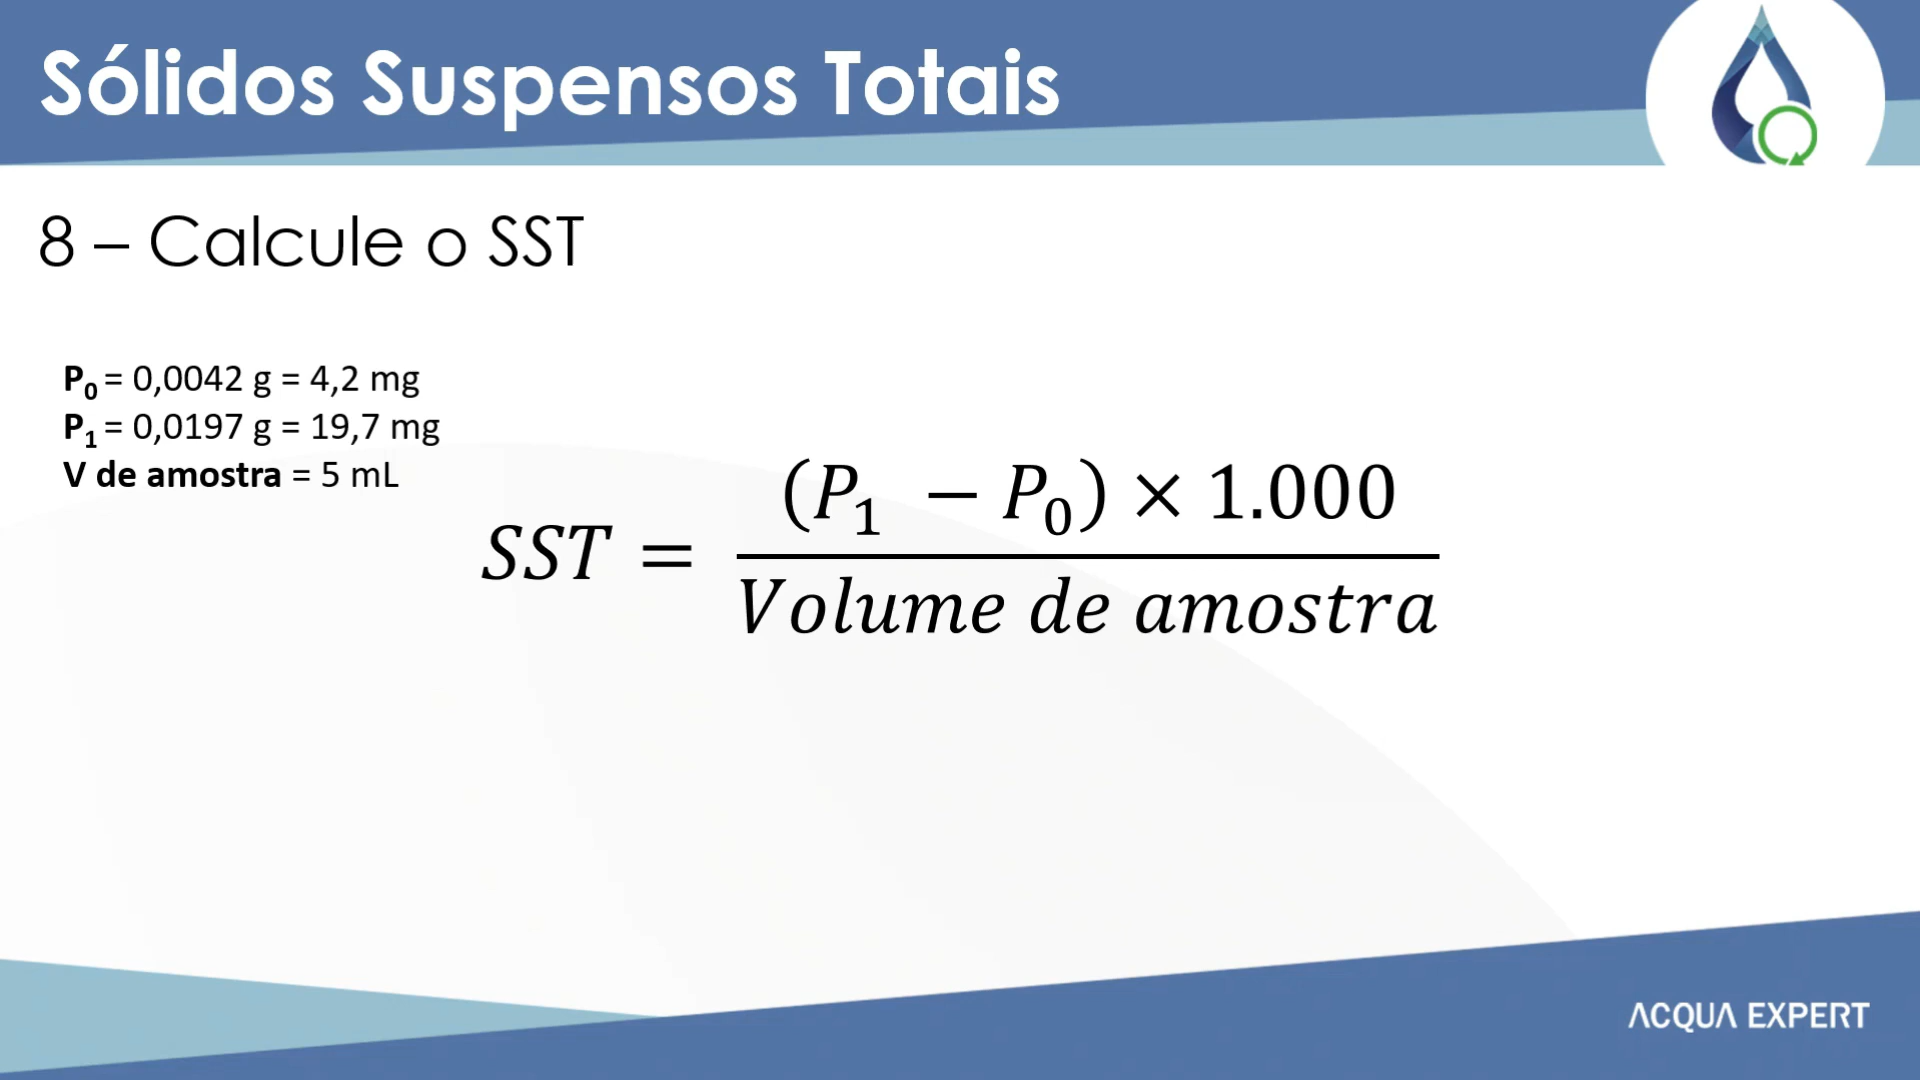 Sólidos Suspensos Totais
8 – Calcule o SST
P₀ = 0,0042 g = 4,2 mg
P₁ = 0,0197 g = 19,7 mg
V de amostra = 5 mL
SST = (P₁ − P₀) × 1.000
Volume de amostra
ACQUA EXPERT